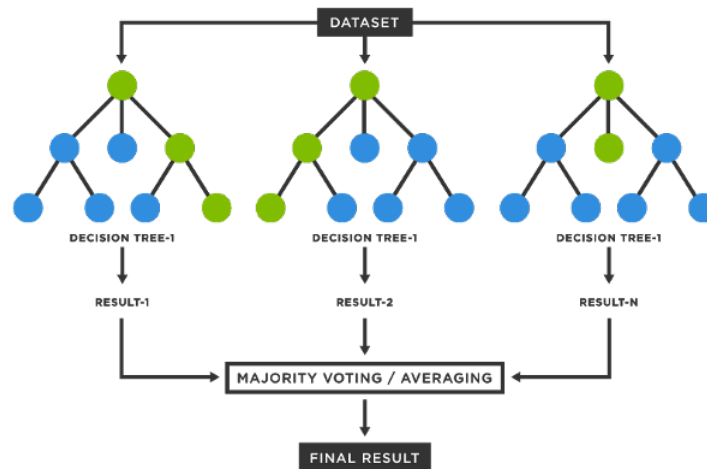 DATASET
DECISION TREE-1
DECISION TREE-1
DECISION TREE-1
RESULT-1
RESULT-2
RESULT-N
MAJORITY VOTING / AVERAGING
FINAL RESULT